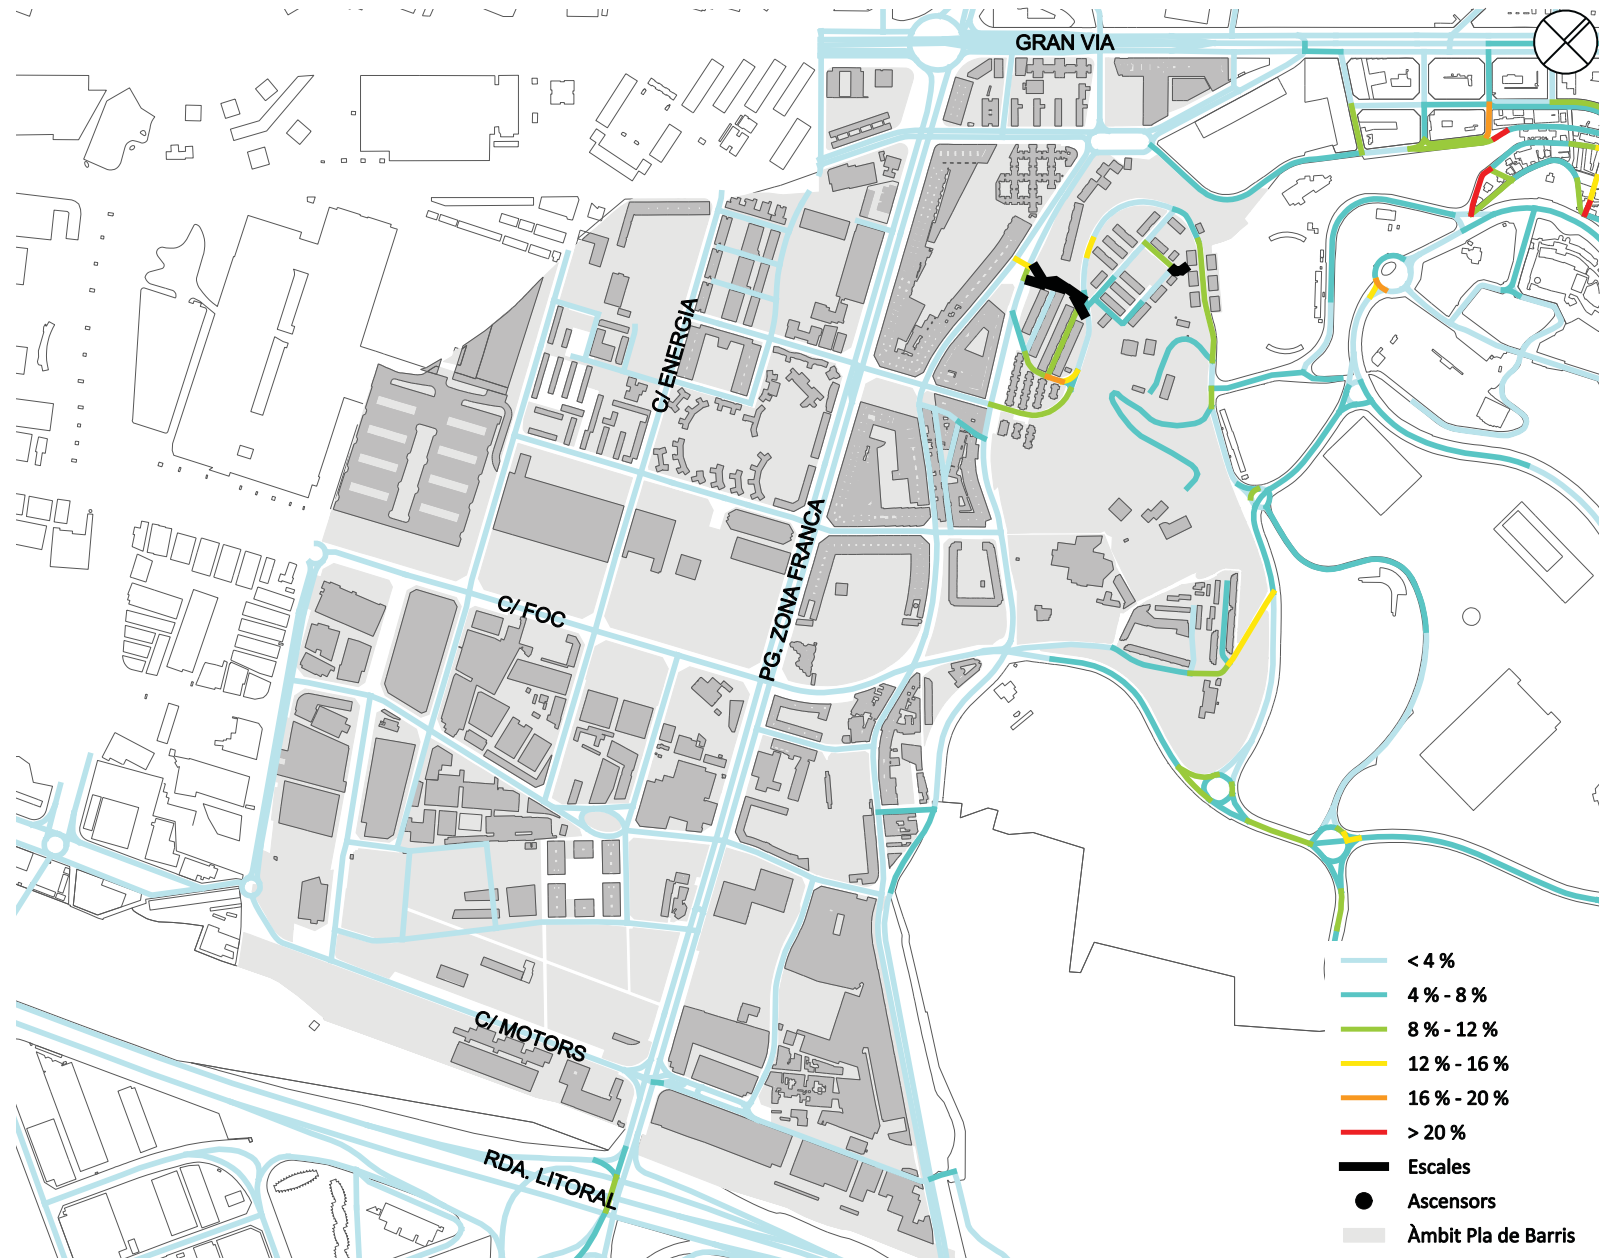 GRAN VIA
C/ ENERGIA
PG. ZONA FRANCA
C/ FOC
C/ MOTORS
RDA. LITORAL
< 4 %
4 % - 8 %
8 % - 12 %
12 % - 16 %
16 % - 20 %
> 20 %
Escales
Ascensors
Àmbit Pla de Barris